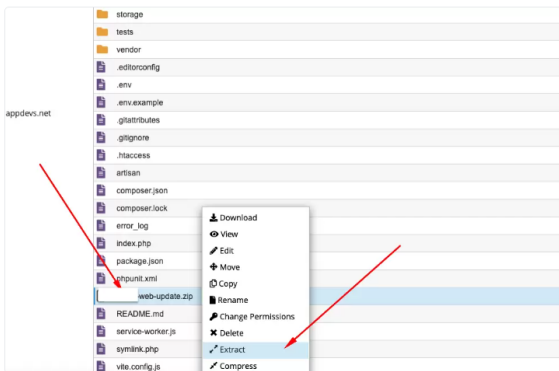 storage
tests
vendor
.editorconfig
.env
.env.example
appdevs.net
.gitattributes
.gitignore
.htaccess
artisan
composer.json
composer.lock
error_log
index.php
package.json
phpunit.xml
-web-update.zip
README.md
service-worker.js
symlink.php
vite.config.js
Download
View
Edit
Move
Copy
Rename
Change Permissions
Delete
Extract
Compress